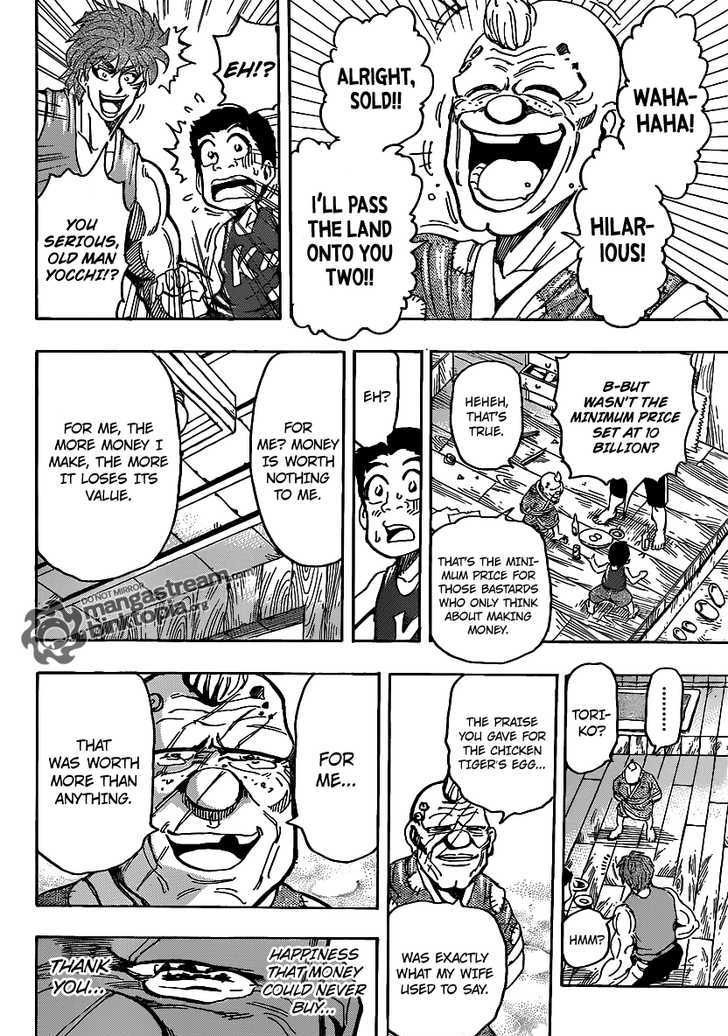 WAHA-
HAHA!
HILAR-
IOUS!
ALRIGHT,
SOLD!!
I'LL PASS
THE LAND
ONTO YOU
TWO!!
EH!?
YOU
SERIOUS,
OLD MAN
YOCCHI!?
B-BUT
WASN'T THE
MINIMUM PRICE
SET AT 10
BILLION?
HEHEH,
THAT'S
TRUE.
THAT'S THE MINI-
MUM PRICE FOR
THOSE BASTARDS
WHO ONLY THINK
ABOUT MAKING
MONEY.
EH?
FOR
ME? MONEY
IS WORTH
NOTHING
TO ME.
FOR ME, THE
MORE MONEY I
MAKE, THE MORE
IT LOSES ITS
VALUE.
DO NOT MIRROR
mangastream.com
binktopia.org
.........
TORI-
KO?
HMM?
THE PRAISE
YOU GAVE FOR
THE CHICKEN
TIGER'S EGG...
WAS EXACTLY
WHAT MY WIFE
USED TO SAY.
FOR
ME...
THAT
WAS WORTH
MORE THAN
ANYTHING.
HAPPINESS
THAT MONEY
COULD NEVER
BUY...
THANK
YOU...